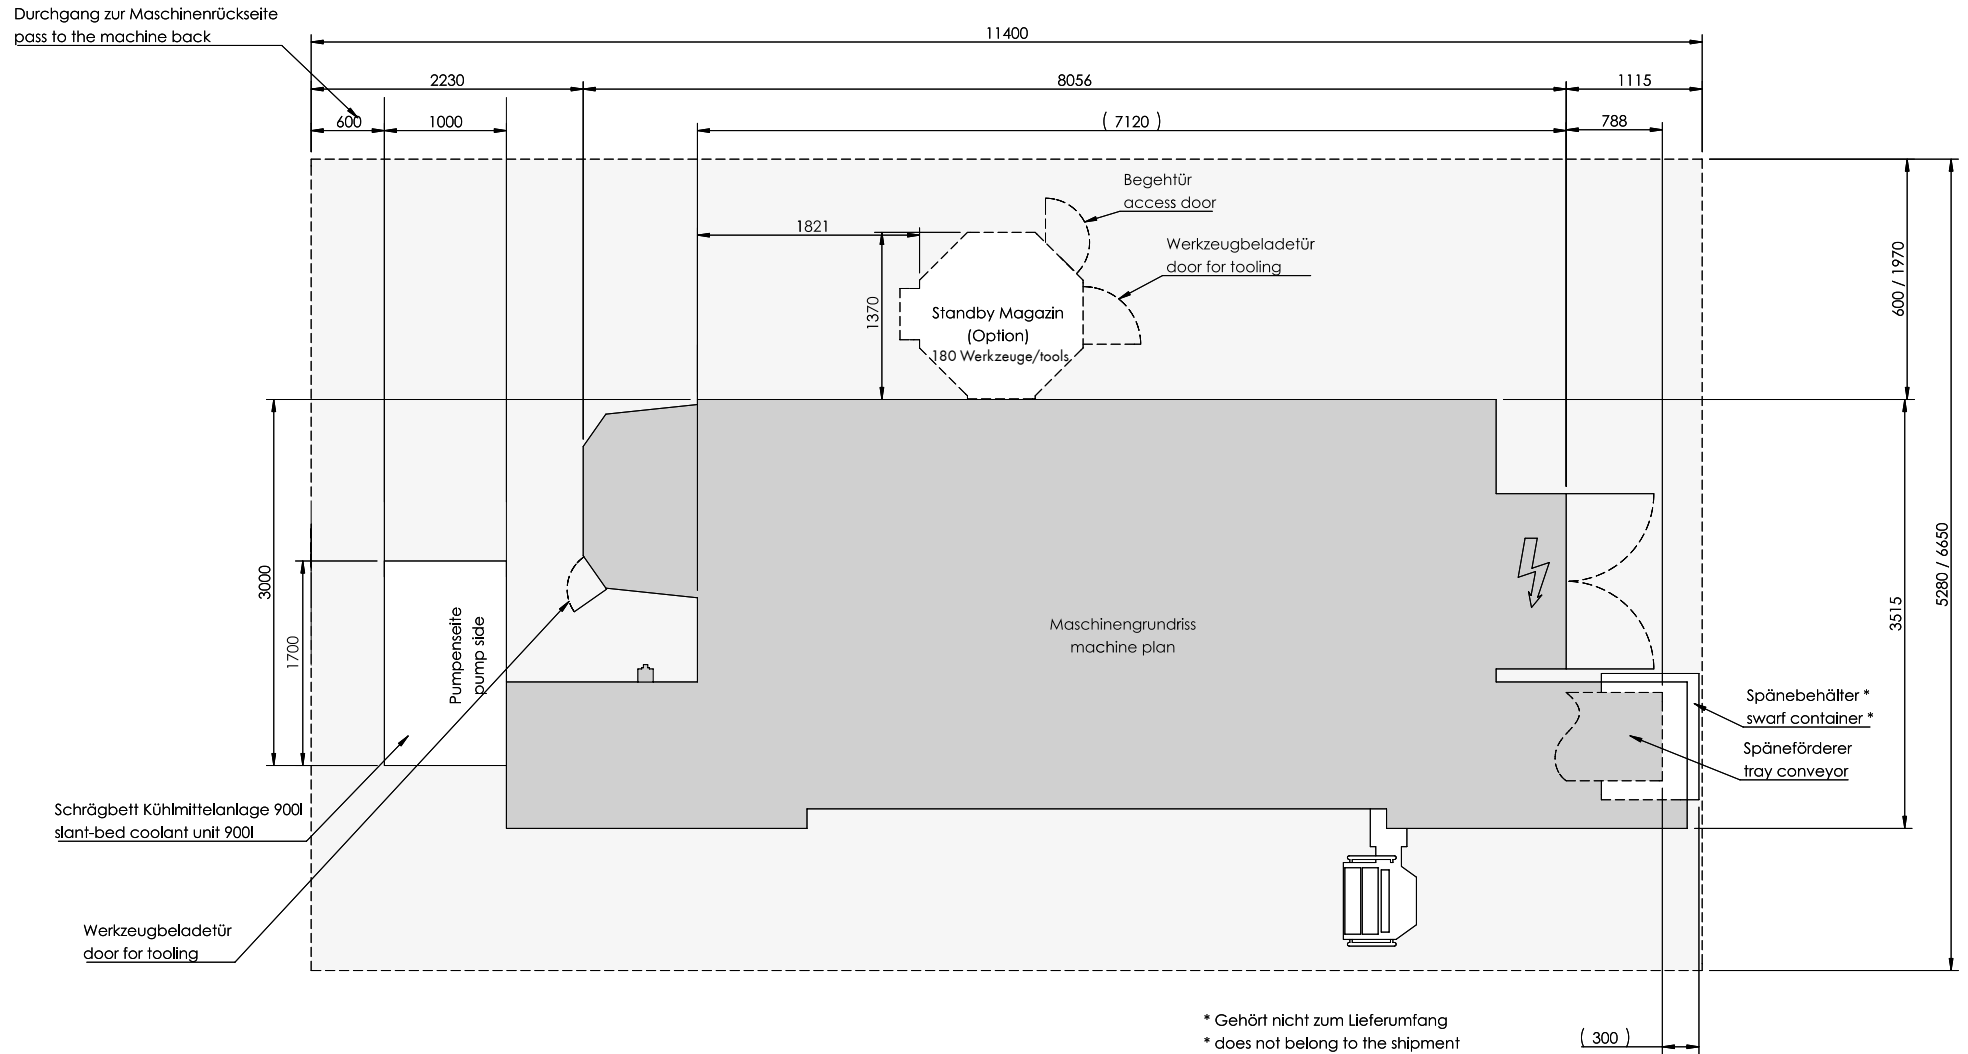 Durchgang zur Maschinenrückseite
pass to the machine back
11400
2230
8056
1115
600
1000
( 7120 )
788
Begehtür
access door
1821
Werkzeugbeladetür
door for tooling
600 / 1970
1370
Standby Magazin
(Option)
180 Werkzeuge/tools
3000
5280 / 6650
3515
1700
Pumpenseite
pump side
Maschinengrundriss
machine plan
Spänebehälter *
swarf container *
Späneförderer
tray conveyor
Schrägbett Kühlmittelanlage 900l
slant-bed coolant unit 900l
Werkzeugbeladetür
door for tooling
* Gehört nicht zum Lieferumfang
* does not belong to the shipment
( 300 )